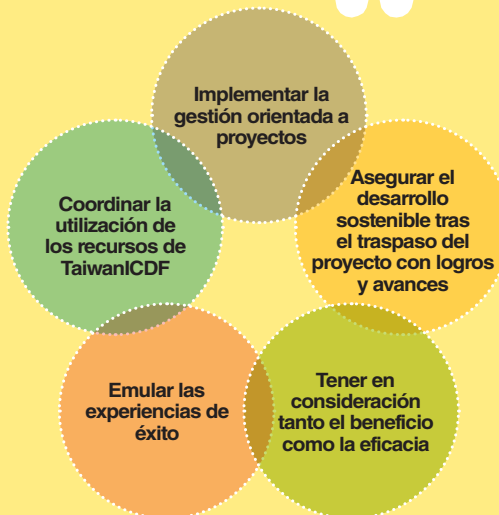 Implementar la
gestión orientada a
proyectos
Asegurar el
desarrollo
sostenible tras
el traspaso del
proyecto con logros
y avances
Tener en
consideración
tanto el beneficio
como la eficacia
Emular las
experiencias de
éxito
Coordinar la
utilización de
los recursos de
TaiwanICDF